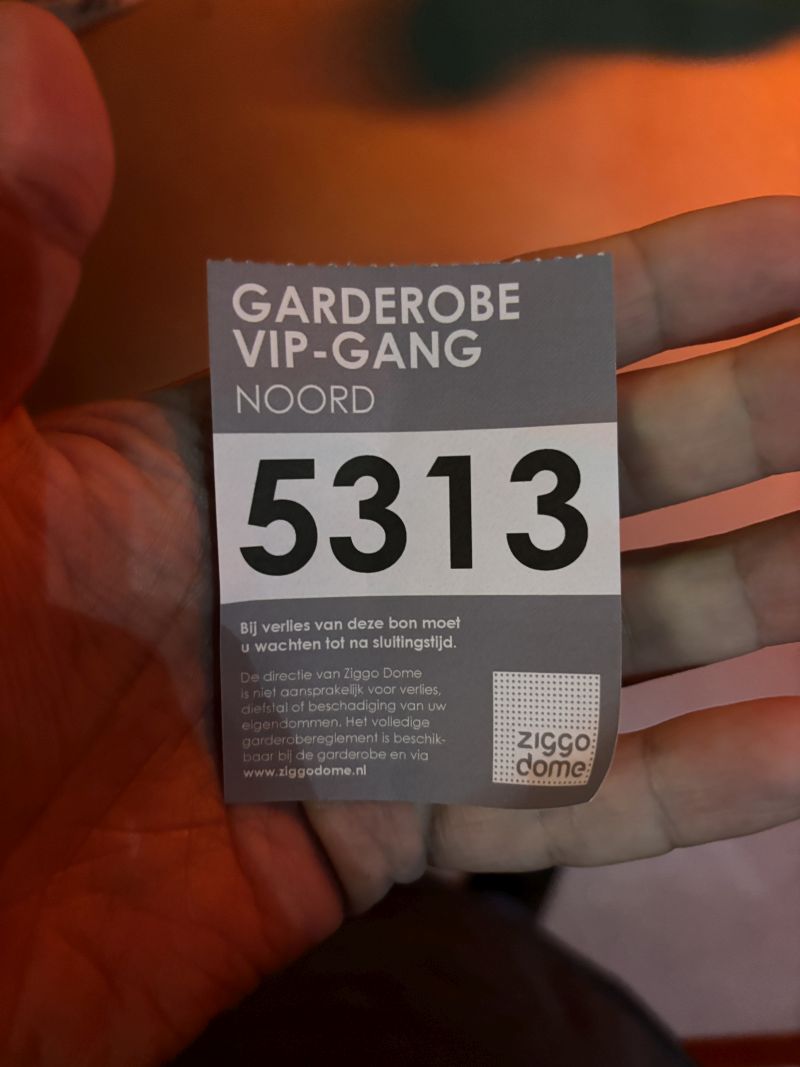 GARDEROBE
VIP-GANG
NOORD
5313
Bij verlies van deze bon moet
u wachten tot na sluitingstijd.
De directie van Ziggo Dome
is niet aansprakelijk voor verlies,
diefstal of beschadiging van uw
eigendommen. Het volledige
garderobereglement is beschik-
baar bij de garderobe en via
www.ziggodome.nl
ziggo
dome